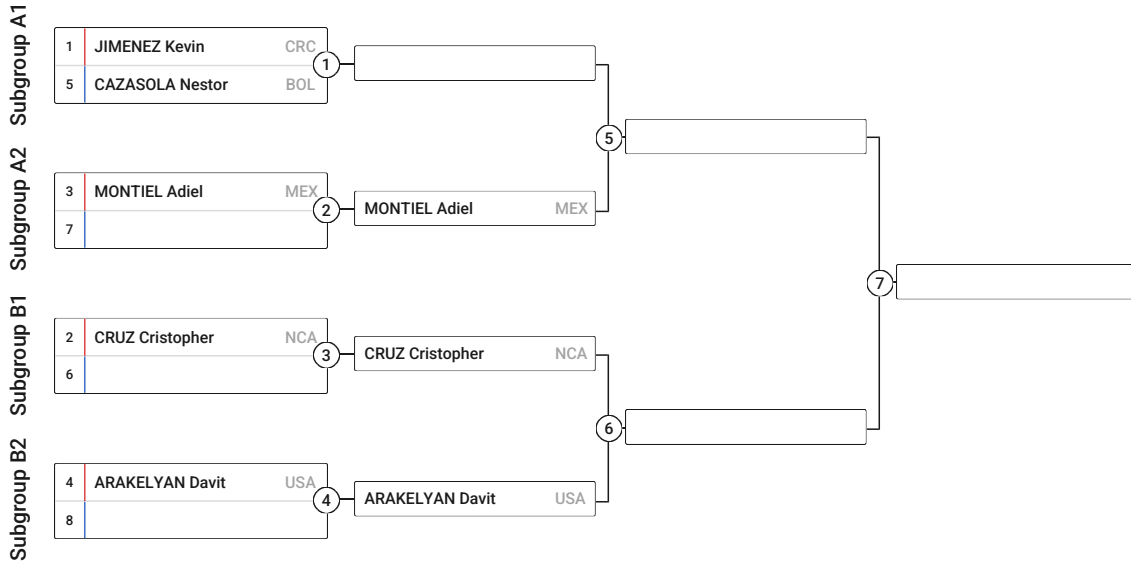 Subgroup A1
1 JIMENEZ Kevin CRC
5 CAZASOLA Nestor BOL
1
5
Subgroup A2
3 MONTIEL Adiel MEX
7
2
MONTIEL Adiel MEX
7
Subgroup B1
2 CRUZ Cristopher NCA
6
3
CRUZ Cristopher NCA
6
Subgroup B2
4 ARAKELYAN Davit USA
8
4
ARAKELYAN Davit USA